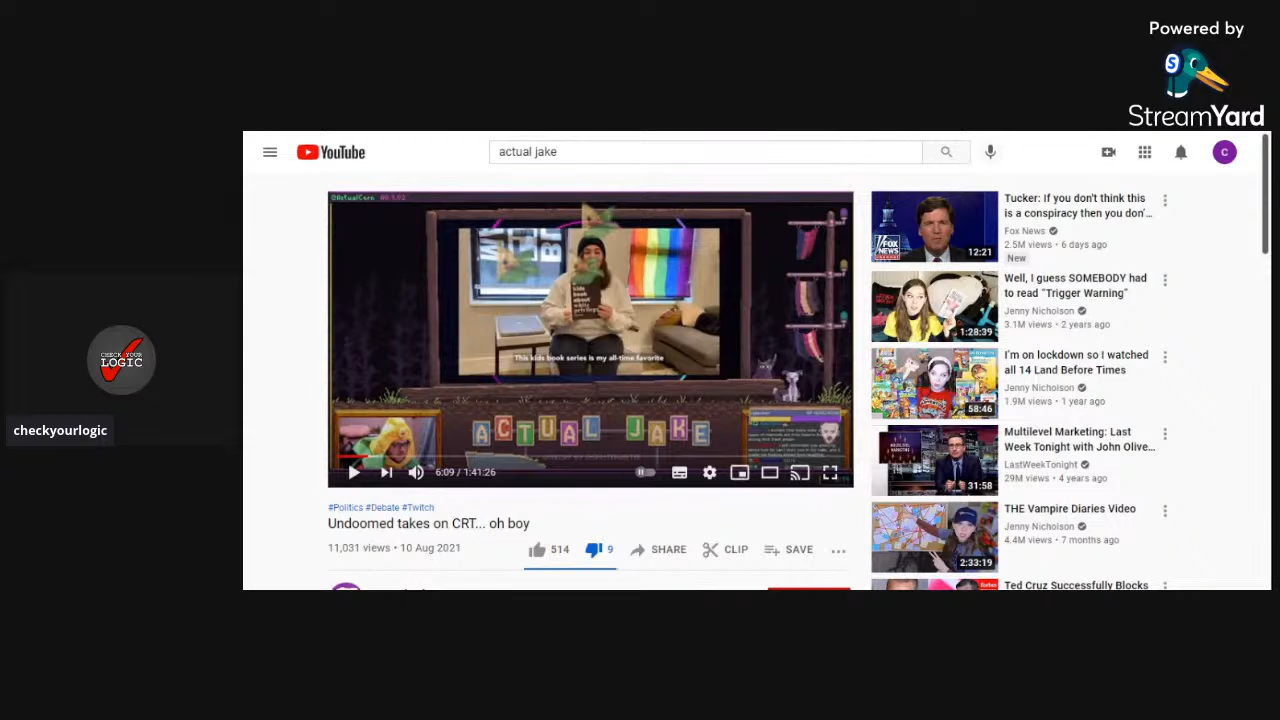 Powered by
S
StreamYard
YouTube
actual jake
C
CHECK YOUR
LOGIC
checkyourlogic
This kids book series is my all-time favorite
ACTUAL JAKE
6:09 / 1:41:26
#Politics #Debate #Twitch
Undoomed takes on CRT... oh boy
11,031 views • 10 Aug 2021
514
9
SHARE
CLIP
SAVE
FOX
NEWS
12:21
Tucker: If you don't think this
is a conspiracy then you don'...
Fox News
2.5M views • 6 days ago
New
1:28:39
Well, I guess SOMEBODY had
to read "Trigger Warning"
Jenny Nicholson
3.1M views • 2 years ago
58:46
I'm on lockdown so I watched
all 14 Land Before Times
Jenny Nicholson
1.9M views • 1 year ago
31:58
Multilevel Marketing: Last
Week Tonight with John Olive...
LastWeekTonight
29M views • 4 years ago
2:33:19
THE Vampire Diaries Video
Jenny Nicholson
4.4M views • 7 months ago
Ted Cruz Successfully Blocks